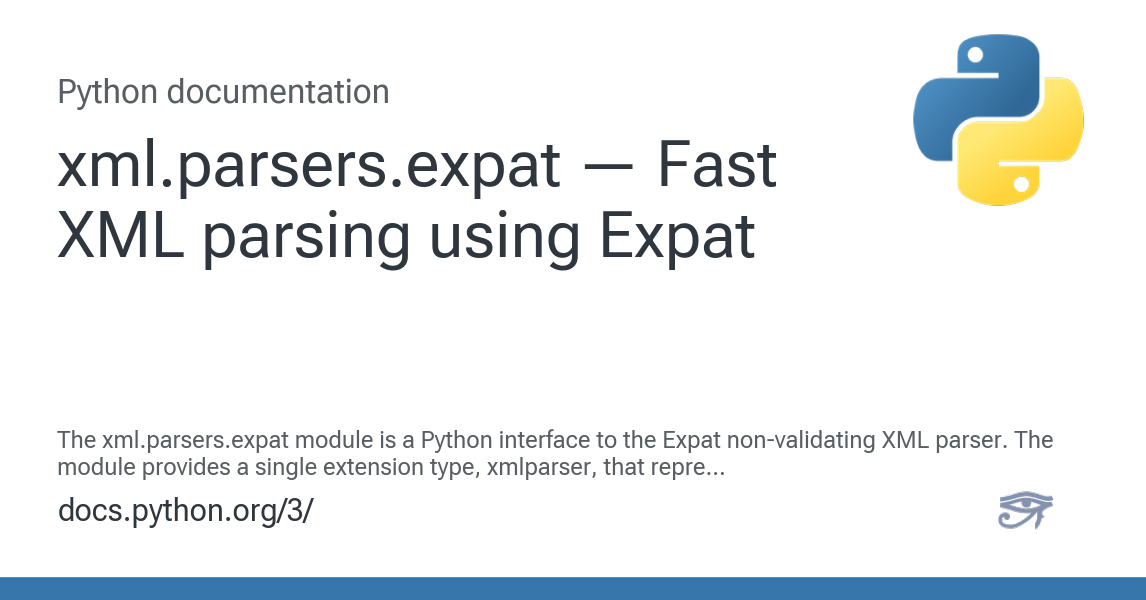 Python documentation
xml.parsers.expat — Fast
XML parsing using Expat
The xml.parsers.expat module is a Python interface to the Expat non-validating XML parser. The
module provides a single extension type, xmlparser, that repre...
docs.python.org/3/